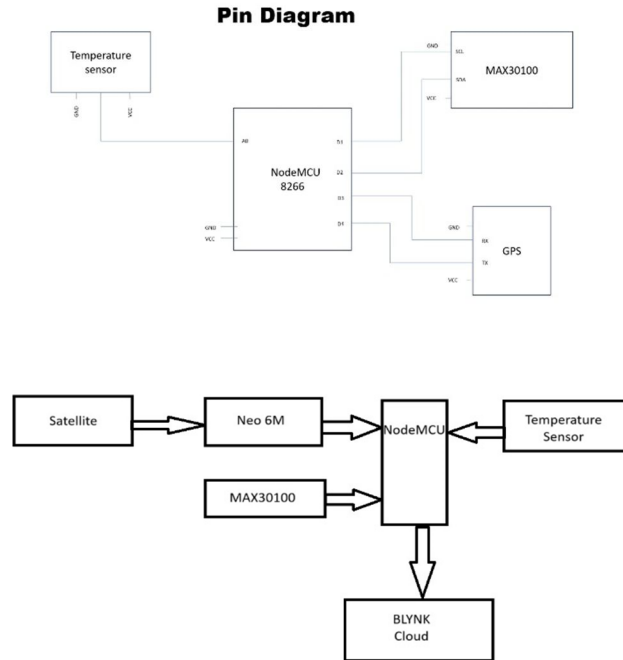 Pin Diagram
Temperature
sensor
GND
VCC
GND
SCL
SDA
VCC
MAX30100
A0
D1
D2
D3
D4
NodeMCU
8266
GND
VCC
GND
RX
TX
VCC
GPS
Satellite
Neo 6M
NodeMCU
Temperature
Sensor
MAX30100
BLYNK
Cloud